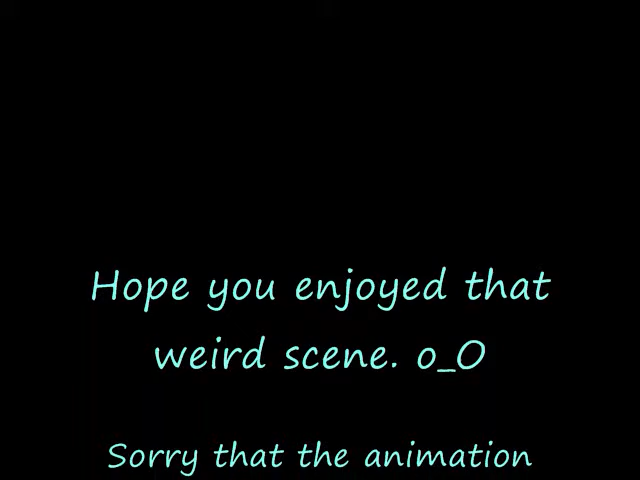 Hope you enjoyed that
weird scene. o_O
Sorry that the animation